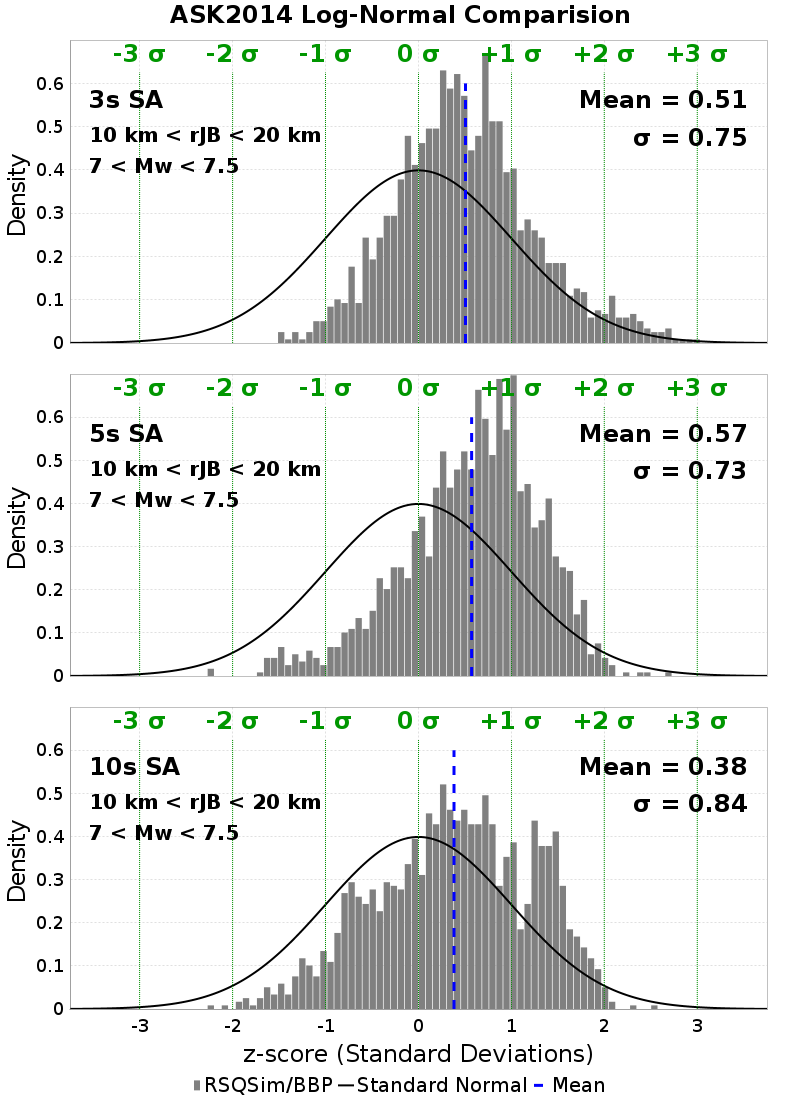 ASK2014 Log-Normal Comparision
-3 σ -2 σ -1 σ 0 σ +1 σ +2 σ +3 σ
0.6
0.5
0.4
0.3
0.2
0.1
0
Density
3s SA
10 km < rJB < 20 km
7 < Mw < 7.5
Mean = 0.51
σ = 0.75
-3 σ -2 σ -1 σ 0 σ +1 σ +2 σ +3 σ
0.6
0.5
0.4
0.3
0.2
0.1
0
Density
5s SA
10 km < rJB < 20 km
7 < Mw < 7.5
Mean = 0.57
σ = 0.73
-3 σ -2 σ -1 σ 0 σ +1 σ +2 σ +3 σ
0.6
0.5
0.4
0.3
0.2
0.1
0
Density
10s SA
10 km < rJB < 20 km
7 < Mw < 7.5
Mean = 0.38
σ = 0.84
-3 -2 -1 0 1 2 3
z-score (Standard Deviations)
RSQSim/BBP Standard Normal Mean